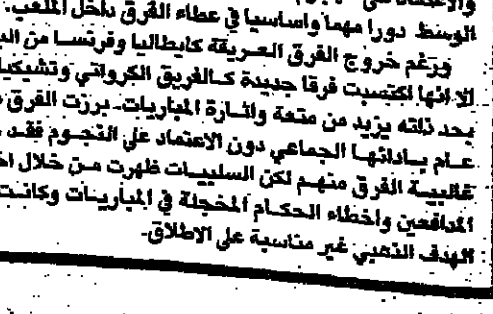 والاعتماد على
الوسط دورا مهما واساسيا في عطاء الفرق داخل الملعب.
ورغم خروج الفرق العريقة كايطاليا وفرنسا من
الا انها اكتسبت فرقا جديدة كالفريق الكرواتي
بحد ذاته يزيد من متعة واثارة المباريات.. برزت الفرق
عام بادائها الجماعي دون الاعتماد على النجوم فقد
غالبية الفرق منهم لكن السلبيات ظهرت من خلال
المدافعين واخطاء الحكام المخجلة في المباريات وكانت
الهدف الذهبي غير مناسبة على الاطلاق.